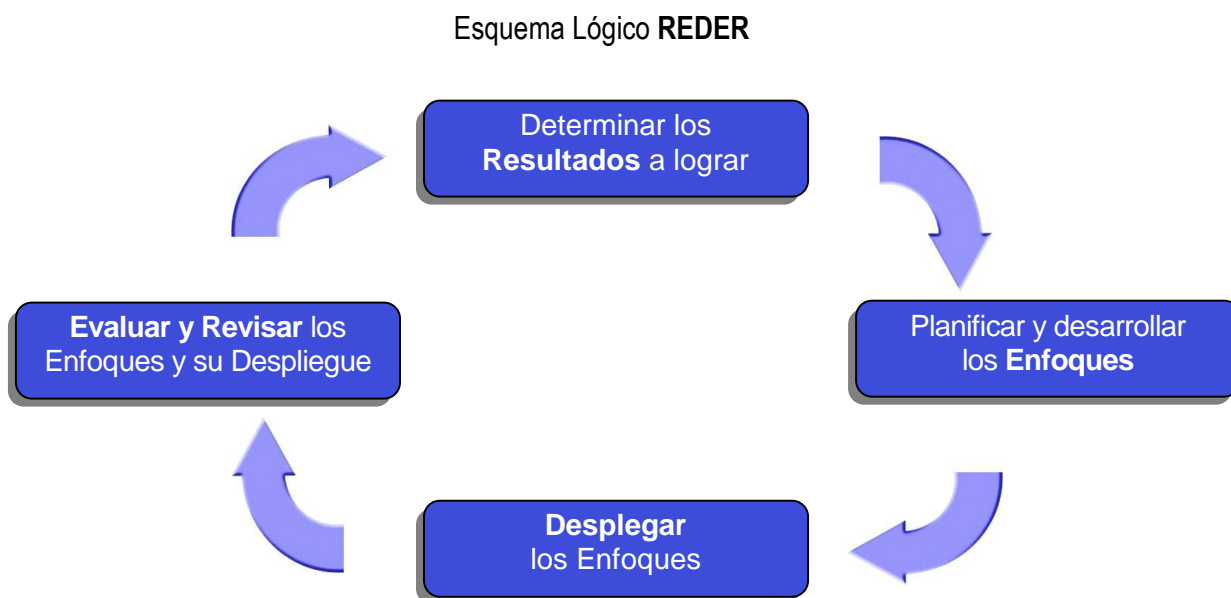 Esquema Lógico REDER
Determinar los
Resultados a lograr
Planificar y desarrollar
los Enfoques
Desplegar
los Enfoques
Evaluar y Revisar los
Enfoques y su Despliegue